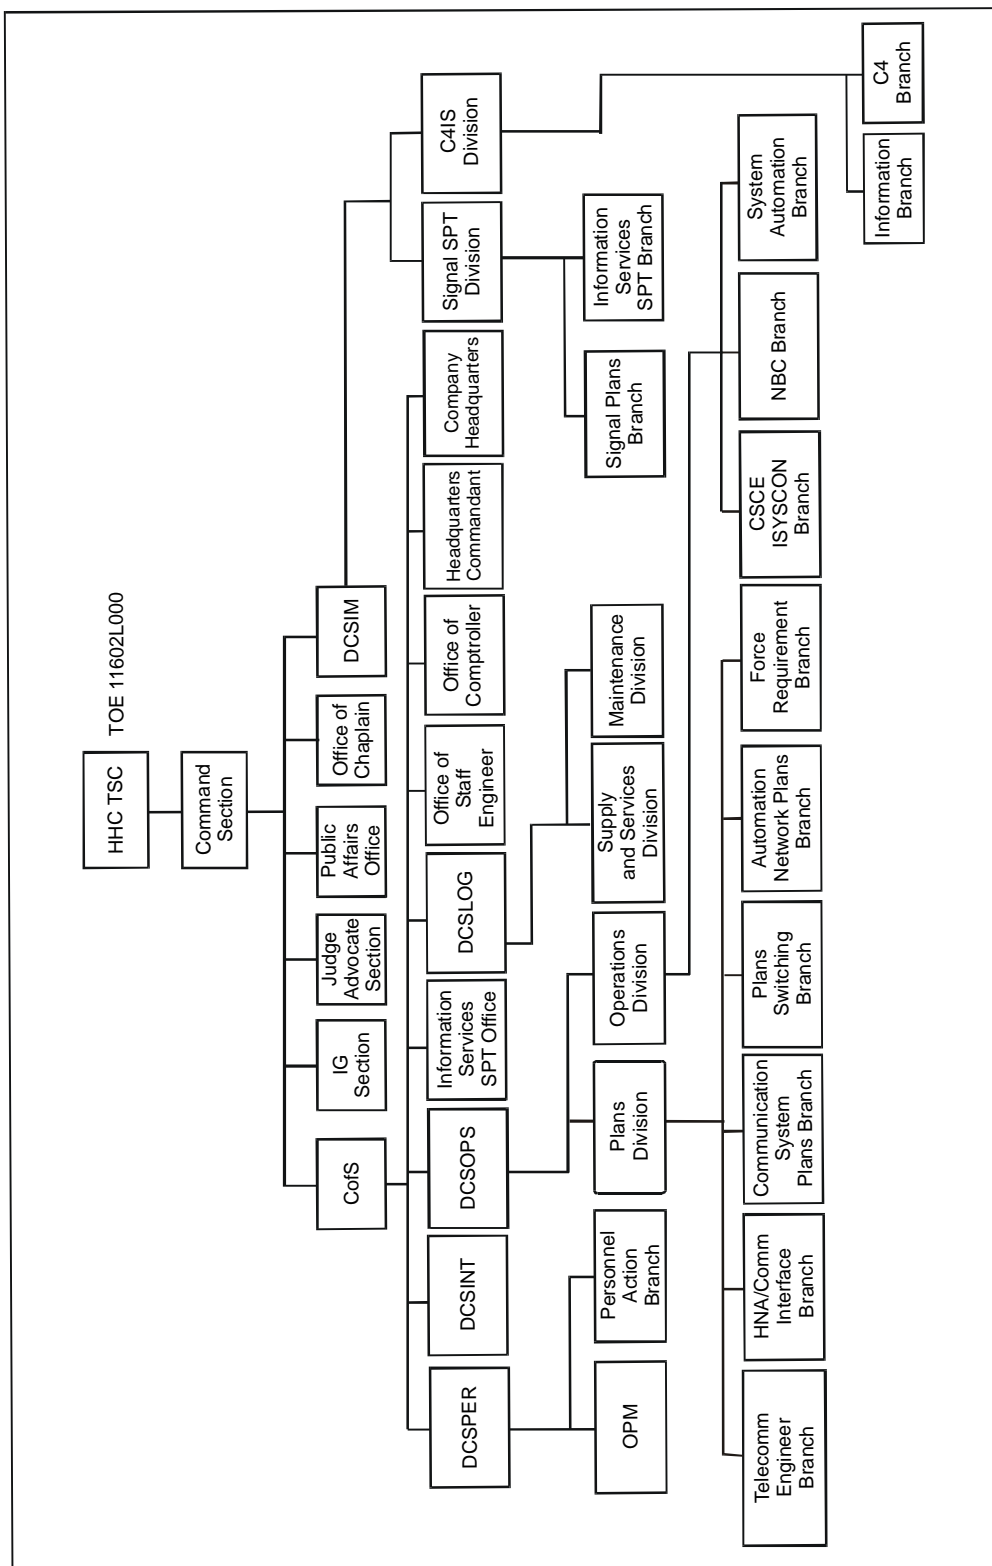 TOE 11602L000
HHC TSC
Command
Section
CofS
IG
Section
Judge
Advocate
Section
Public
Affairs
Office
Office of
Chaplain
DCSIM
DCSPER
DCSINT
DCSOPS
Information
Services
SPT Office
DCSLOG
Office of
Staff
Engineer
Office of
Comptroller
Headquarters
Commandant
Company
Headquarters
Signal SPT
Division
C4IS
Division
OPM
Personnel
Action
Branch
Plans
Division
Operations
Division
Supply
and Services
Division
Maintenance
Division
Signal Plans
Branch
Information
Services
SPT Branch
Telecomm
Engineer
Branch
HNA/Comm
Interface
Branch
Communication
System
Plans Branch
Plans
Switching
Branch
Automation
Network Plans
Branch
Force
Requirement
Branch
CSCE
ISYSCON
Branch
NBC Branch
System
Automation
Branch
Information
Branch
C4
Branch